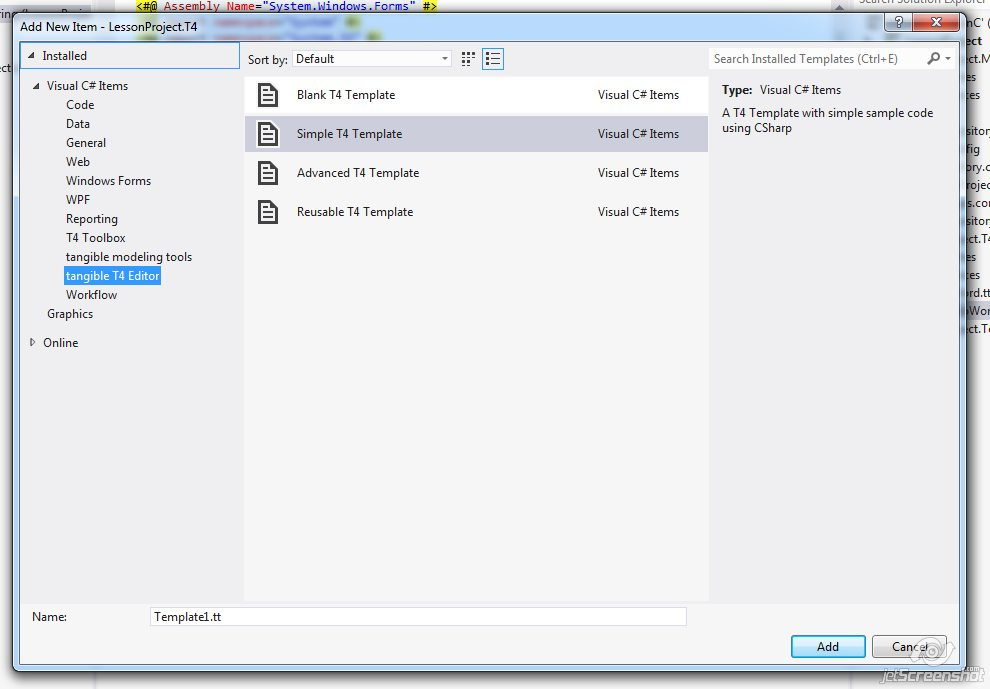 <#@ Assembly Name="System.Windows.Forms" #>
Add New Item - LessonProject.T4
Installed
Sort by: Default
Search Installed Templates (Ctrl+E)
Visual C# Items
Code
Data
General
Web
Windows Forms
WPF
Reporting
T4 Toolbox
tangible modeling tools
tangible T4 Editor
Workflow
Graphics
Online
Blank T4 Template Visual C# Items
Simple T4 Template Visual C# Items
Advanced T4 Template Visual C# Items
Reusable T4 Template Visual C# Items
Type: Visual C# Items
A T4 Template with simple sample code
using CSharp
Name: Template1.tt
Add
Cancel
jetScreenshot
.com